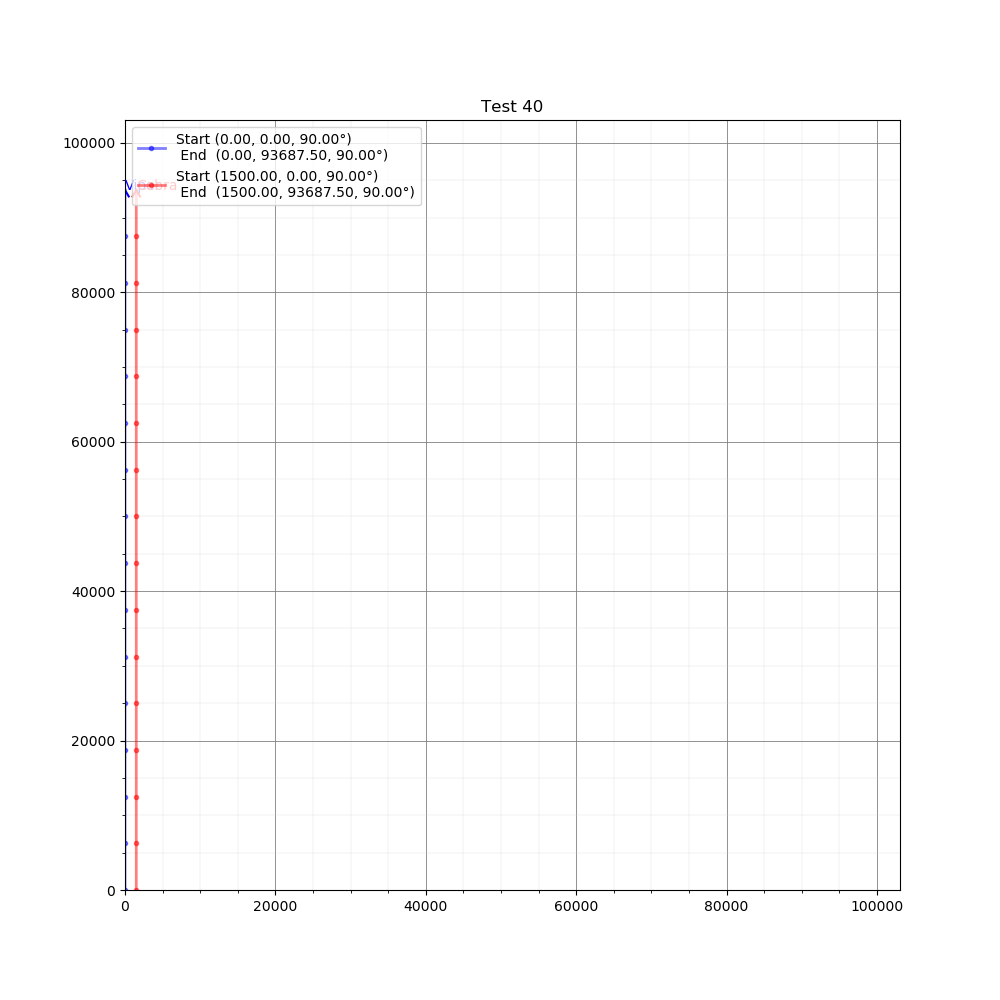 Test 40
Start (0.00, 0.00, 90.00°)
End (0.00, 93687.50, 90.00°)
Start (1500.00, 0.00, 90.00°)
End (1500.00, 93687.50, 90.00°)
100000
80000
60000
40000
20000
0
0 20000 40000 60000 80000 100000